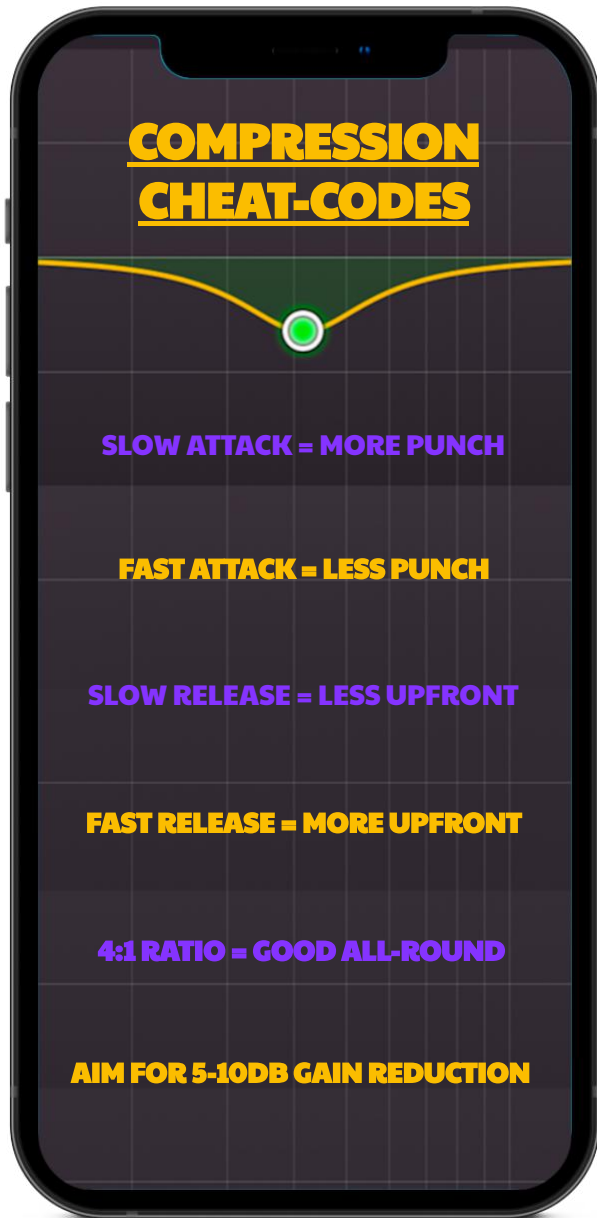 COMPRESSION
CHEAT-CODES
SLOW ATTACK = MORE PUNCH
FAST ATTACK = LESS PUNCH
SLOW RELEASE = LESS UPFRONT
FAST RELEASE = MORE UPFRONT
4:1 RATIO = GOOD ALL-ROUND
AIM FOR 5-10DB GAIN REDUCTION